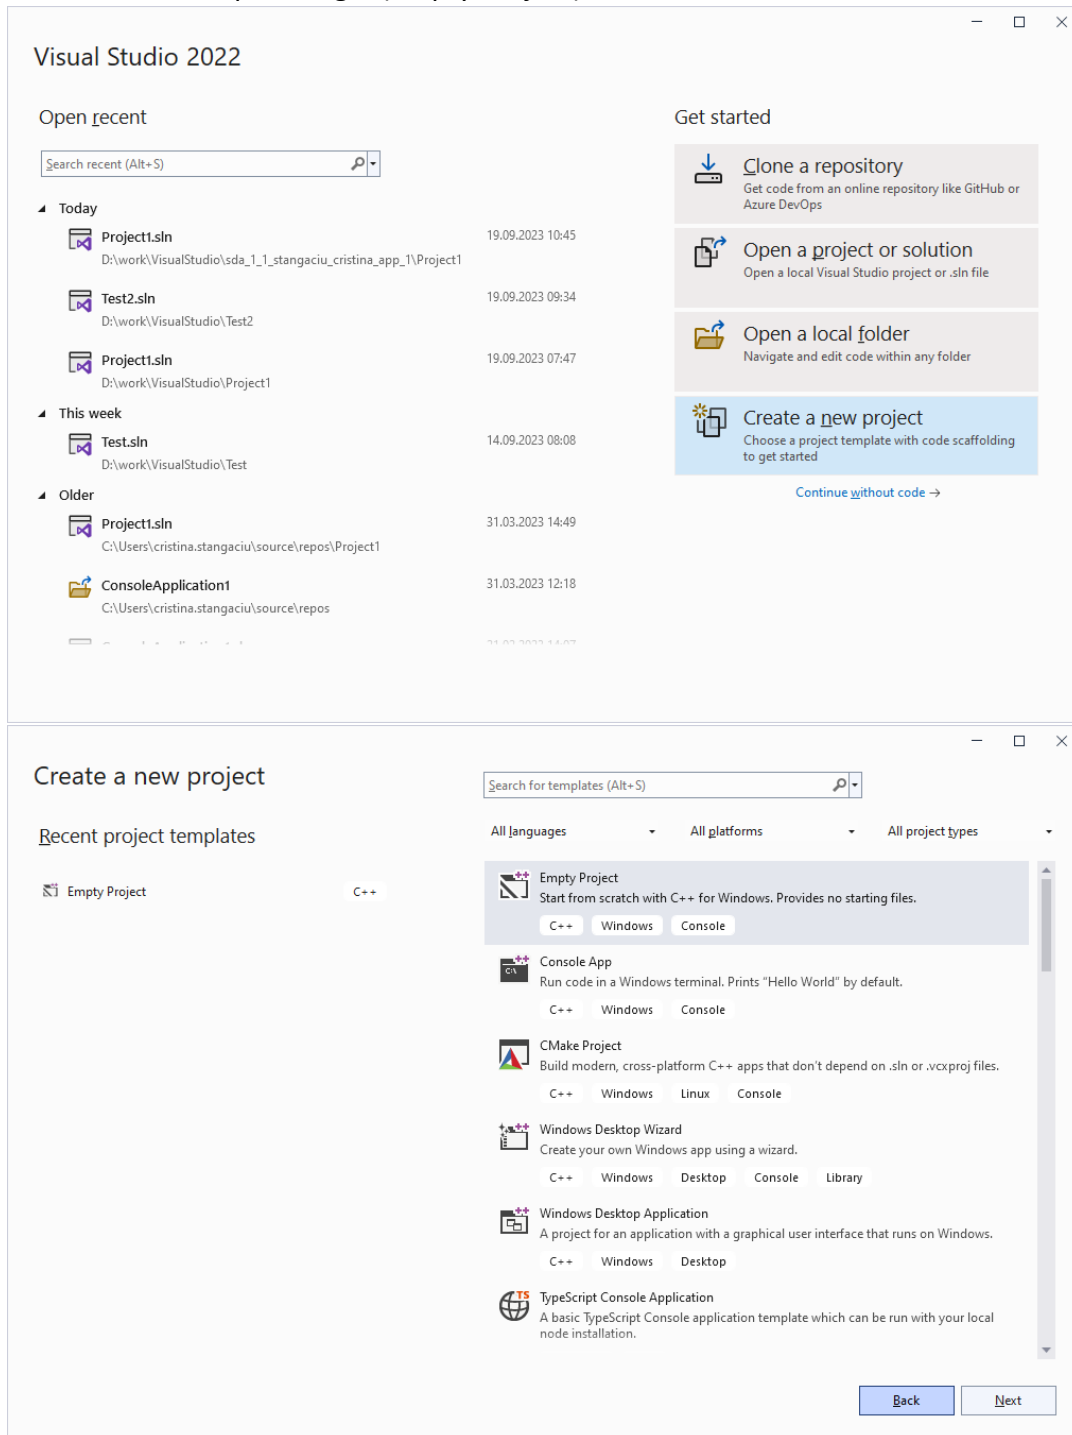 Visual Studio 2022
Open recent
Search recent (Alt+S)
Today
Project1.sln
19.09.2023 10:45
D:\work\VisualStudio\sda_1_1_stangaciu_cristina_app_1\Project1
Test2.sln
19.09.2023 09:34
D:\work\VisualStudio\Test2
Project1.sln
19.09.2023 07:47
D:\work\VisualStudio\Project1
This week
Test.sln
14.09.2023 08:08
D:\work\VisualStudio\Test
Older
Project1.sln
31.03.2023 14:49
C:\Users\cristina.stangaciu\source\repos\Project1
ConsoleApplication1
31.03.2023 12:18
C:\Users\cristina.stangaciu\source\repos
Get started
Clone a repository
Get code from an online repository like GitHub or
Azure DevOps
Open a project or solution
Open a local Visual Studio project or .sln file
Open a local folder
Navigate and edit code within any folder
Create a new project
Choose a project template with code scaffolding
to get started
Continue without code →
Create a new project
Search for templates (Alt+S)
Recent project templates
All languages
All platforms
All project types
Empty Project
C++
Empty Project
Start from scratch with C++ for Windows. Provides no starting files.
C++ Windows Console
Console App
Run code in a Windows terminal. Prints "Hello World" by default.
C++ Windows Console
CMake Project
Build modern, cross-platform C++ apps that don't depend on .sln or .vcxproj files.
C++ Windows Linux Console
Windows Desktop Wizard
Create your own Windows app using a wizard.
C++ Windows Desktop Console Library
Windows Desktop Application
A project for an application with a graphical user interface that runs on Windows.
C++ Windows Desktop
TypeScript Console Application
A basic TypeScript Console application template which can be run with your local
node installation.
Back
Next